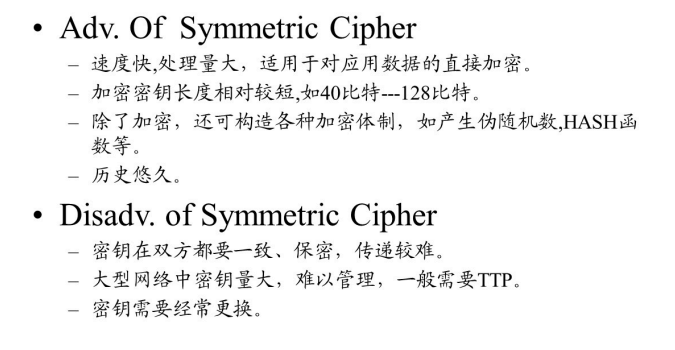 • Adv. Of Symmetric Cipher
– 速度快,处理量大，适用于对应用数据的直接加密。
– 加密密钥长度相对较短,如40比特---128比特。
– 除了加密，还可构造各种加密体制，如产生伪随机数,HASH函
数等。
– 历史悠久。
• Disadv. of Symmetric Cipher
– 密钥在双方都要一致、保密，传递较难。
– 大型网络中密钥量大，难以管理，一般需要TTP。
– 密钥需要经常更换。